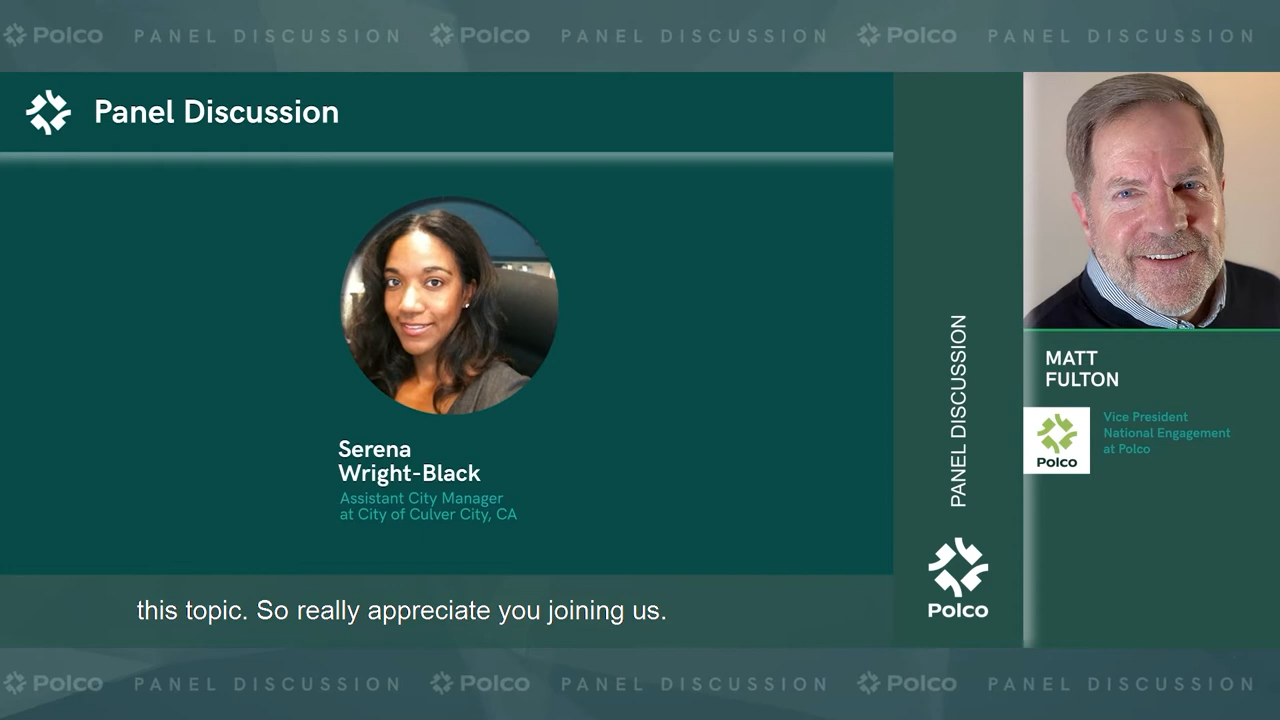 Polco PANEL DISCUSSION Polco PANEL DISCUSSION Polco PANEL DISCUSSION
Panel Discussion
Serena
Wright-Black
Assistant City Manager
at City of Culver City, CA
this topic. So really appreciate you joining us.
PANEL DISCUSSION
Polco
MATT
FULTON
Polco
Vice President
National Engagement
at Polco
Polco PANEL DISCUSSION Polco PANEL DISCUSSION Polco PANEL DISCUSSION